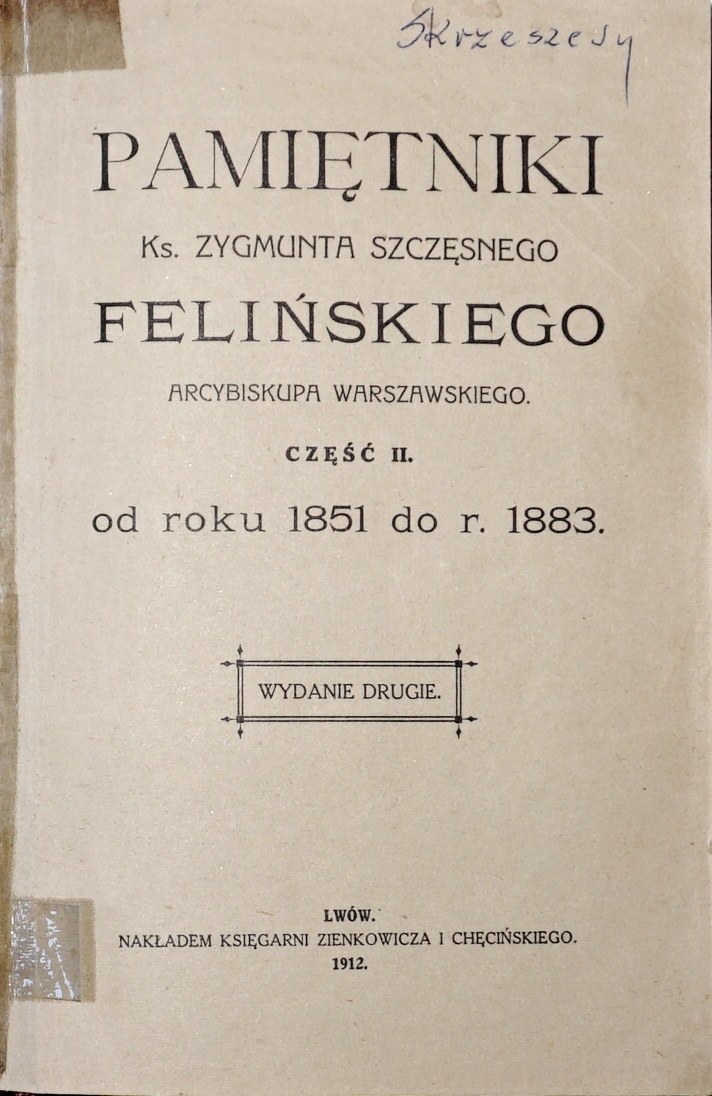 Skrzeszesy
PAMIĘTNIKI
Ks. ZYGMUNTA SZCZĘSNEGO
FELIŃSKIEGO
ARCYBISKUPA WARSZAWSKIEGO.
CZĘŚĆ II.
od roku 1851 do r. 1883.
WYDANIE DRUGIE.
LWÓW.
NAKŁADEM KSIĘGARNI ZIENKOWICZA I CHĘCIŃSKIEGO.
1912.